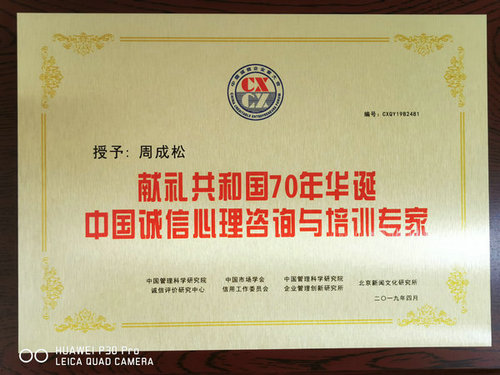 CX
编号：CXQY1982481
授予：周成松
献礼共和国70年华诞
中国诚信心理咨询与培训专家
中国管理科学研究院 中国市场学会 中国管理科学研究院 北京新闻文化研究所
诚信评价研究中心 信用工作委员会 企业管理创新研究所 二〇一九年四月
HUAWEI P30 Pro
LEICA QUAD CAMERA